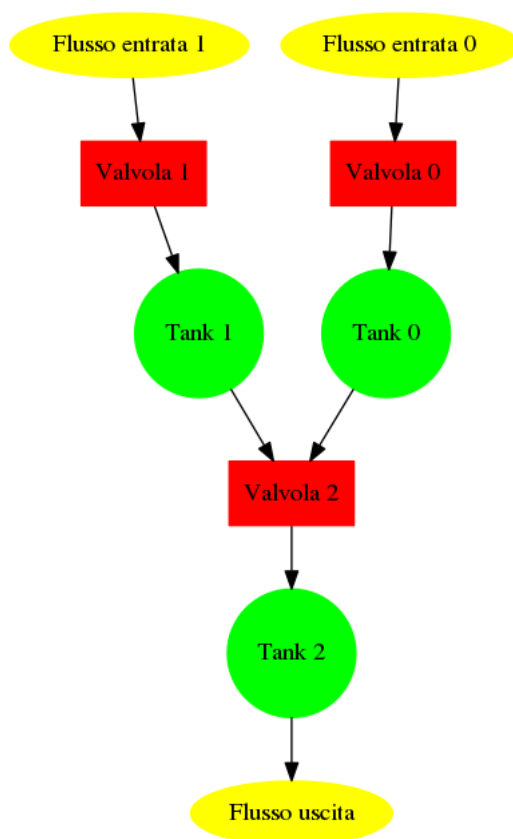 Flusso entrata 1
Flusso entrata 0
Valvola 1
Valvola 0
Tank 1
Tank 0
Valvola 2
Tank 2
Flusso uscita